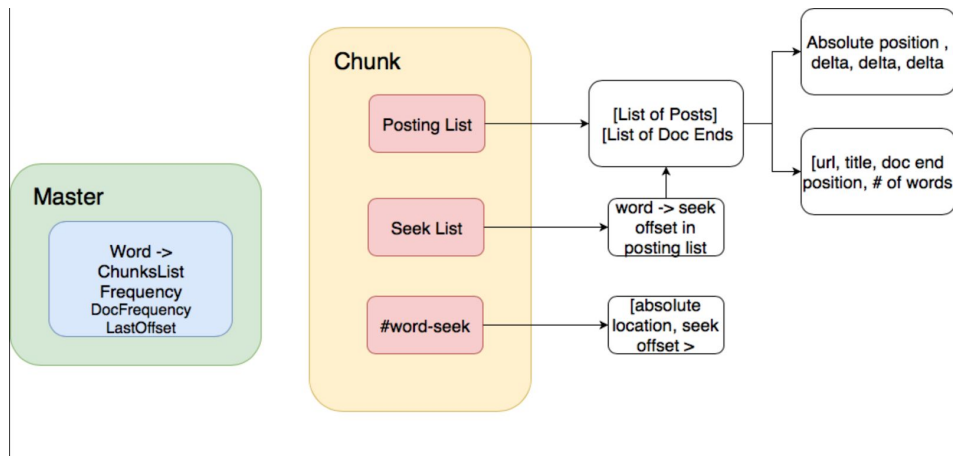 Master
Word ->
ChunksList
Frequency
DocFrequency
LastOffset
Chunk
Posting List
Seek List
#word-seek
[List of Posts]
[List of Doc Ends
word -> seek
offset in
posting list
[absolute
location, seek
offset >
Absolute position ,
delta, delta, delta
[url, title, doc end
position, # of words